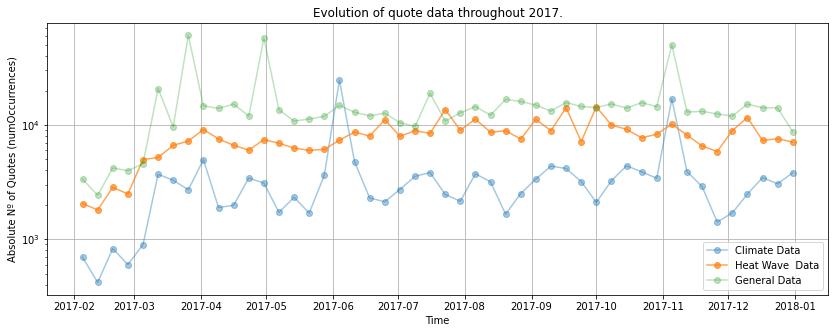 Evolution of quote data throughout 2017.
Absolute Nº of Quotes (numOccurrences)
10⁴
10³
Climate Data
Heat Wave  Data
General Data
2017-02 2017-03 2017-04 2017-05 2017-06 2017-07 2017-08 2017-09 2017-10 2017-11 2017-12 2018-01
Time